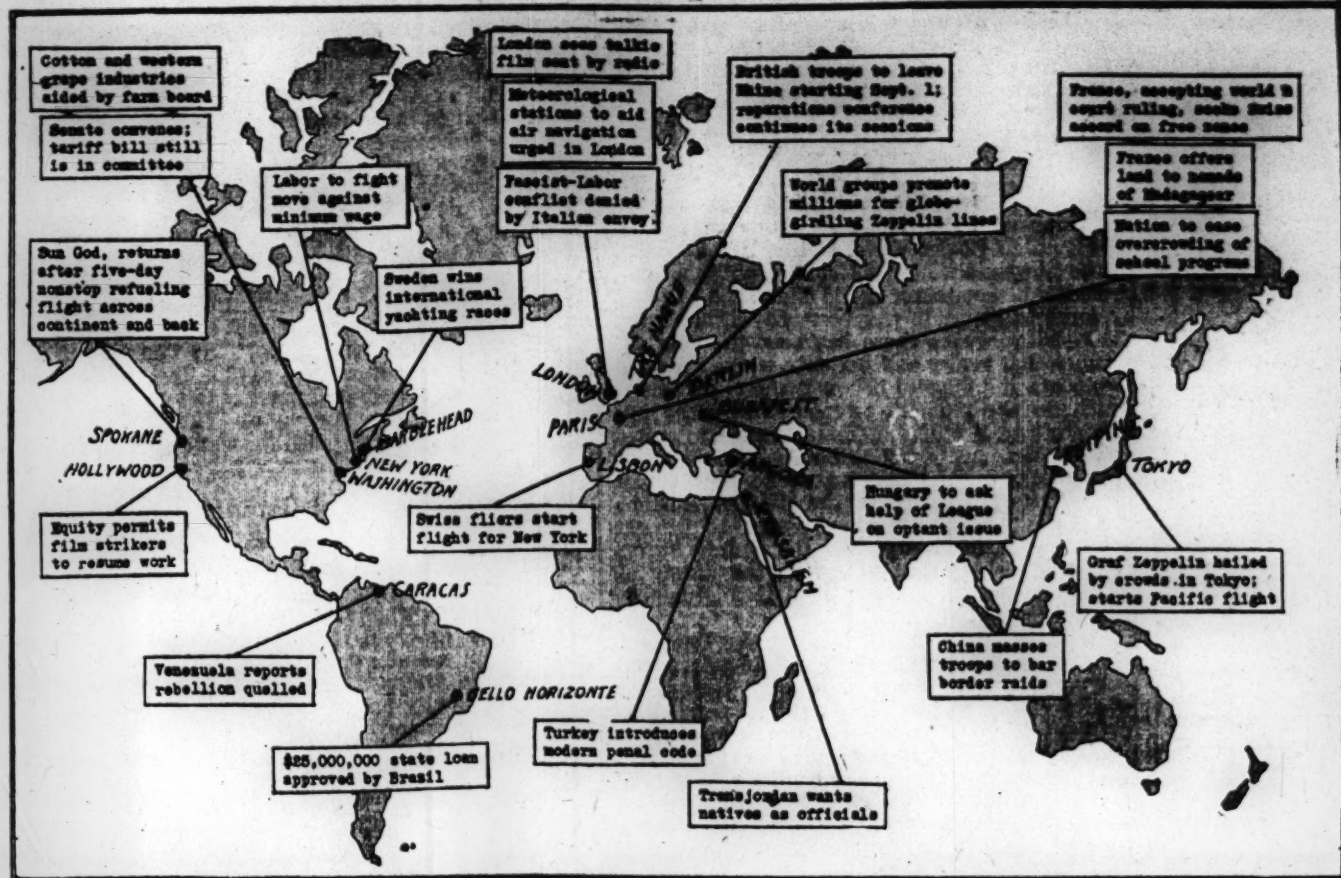 Cotton and western
grape industries
aided by farm board
Senate convenes;
tariff bill still
is in committee
Labor to fight
move against
minimum wage
Sun God, returns
after five-day
nonstop refueling
flight across
continent and back
Sweden wins
international
yachting races
London sees talkie
film sent by radio
Meteorological
stations to aid
air navigation
urged in London
Fascist-Labor
conflict denied
by Italian envoy
British troops to leave
Rhine starting Sept. 1;
reparations conference
continues its sessions
World groups promote
millions for globe-
girdling Zeppelin lines
France, accepting world
court ruling, seeks Swiss
accord on free zones
France offers
land to nomads
of Madagascar
Nation to ease
overcrowding of
school programs
HAGUE
LONDON
BERLIN
PARIS
LISBON
SPOKANE
HOLLYWOOD
MARBLEHEAD
NEW YORK
WASHINGTON
PEIPING
TOKYO
Equity permits
film strikers
to resume work
Swiss fliers start
flight for New York
Hungary to ask
help of League
on optant issue
Graf Zeppelin hailed
by crowds in Tokyo;
starts Pacific flight
CARACAS
Venezuela reports
rebellion quelled
BELLO HORIZONTE
China masses
troops to bar
border raids
Turkey introduces
modern penal code
$25,000,000 state loan
approved by Brasil
Transjordan wants
natives as officials